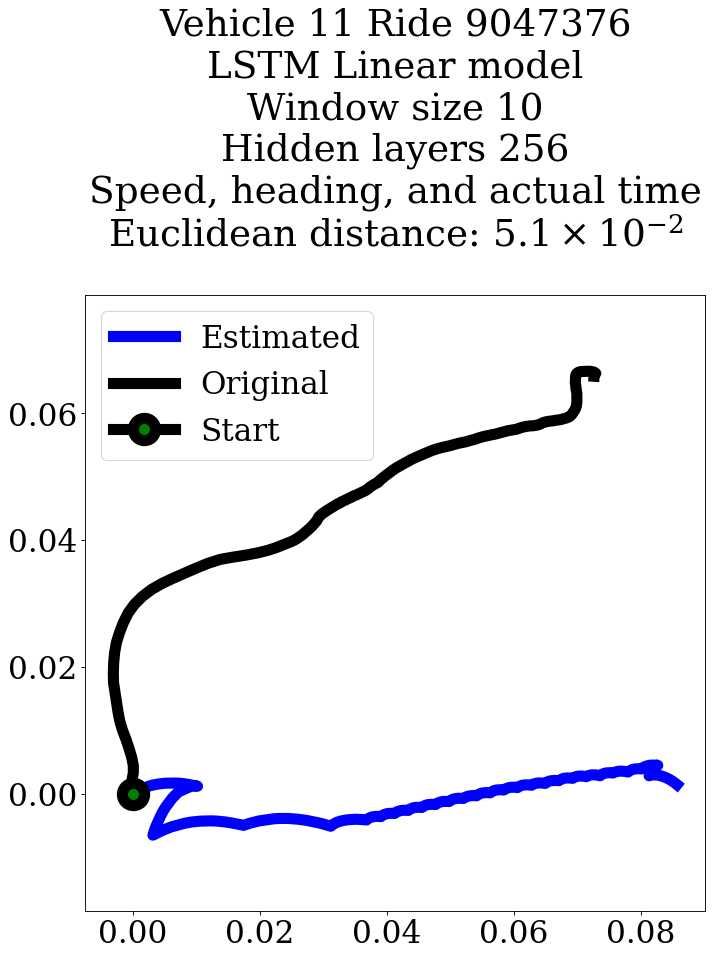 Vehicle 11 Ride 9047376
LSTM Linear model
Window size 10
Hidden layers 256
Speed, heading, and actual time
Euclidean distance: 5.1 × 10⁻²
Estimated
Original
Start
0.06
0.04
0.02
0.00
0.00 0.02 0.04 0.06 0.08